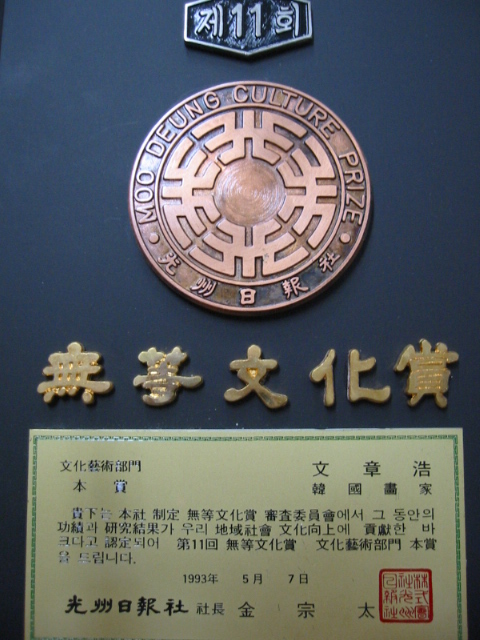 제11회
MOO DEUNG CULTURE PRIZE
光州日報社
無等文化賞
文化藝術部門
本賞
文章浩
韓國畵家
貴下는 本社 制定 無等文化賞 審査委員會에서 그 동안의
功績과 硏究結果가 우리 地域社會 文化向上에 貢獻한 바
크다고 認定되어 第11回 無等文化賞 文化藝術部門 本賞
을 드립니다.
1993年 5月 7日
光州日報社 社長 金宗太